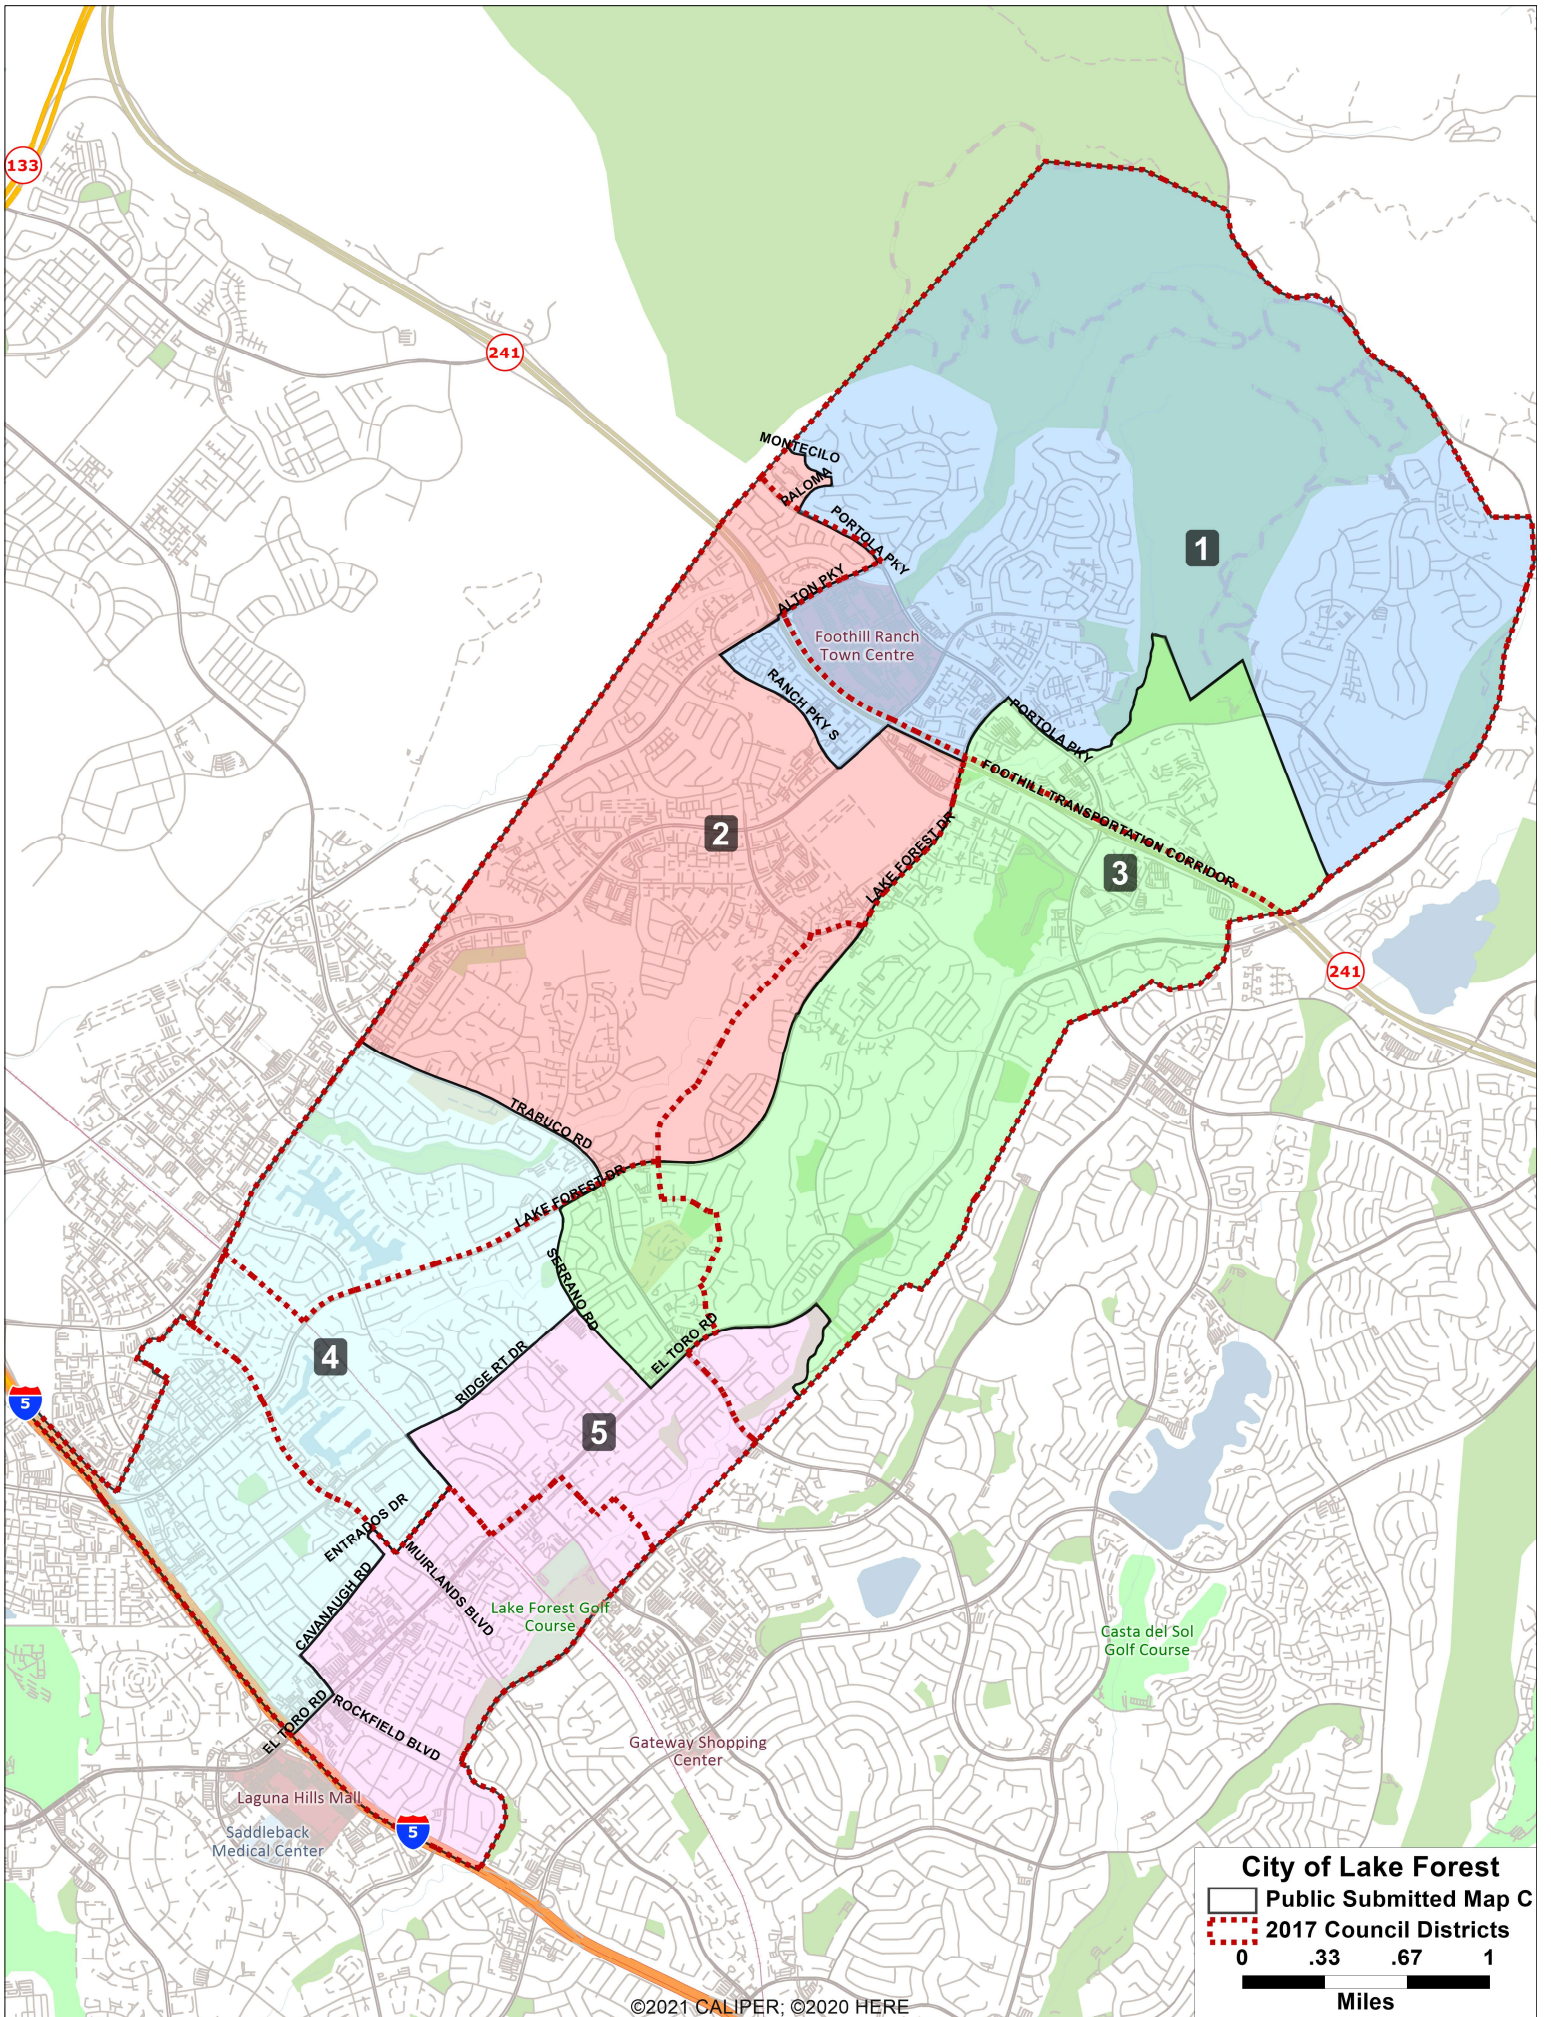 133
241
MONTECILO
PALOMA
PORTOLA PKY
1
ALTON PKY
Foothill Ranch
Town Centre
RANCH PKY S
PORTOLA PKY
FOOTHILL TRANSPORTATION CORRIDOR
2
LAKE FOREST DR
3
241
TRABUCO RD
LAKE FOREST DR
SERRANO RD
EL TORO RD
4
RIDGE RT DR
5
5
ENTRADOS DR
MUIRLANDS BLVD
CAVANAUGH RD
Lake Forest Golf
Course
Casta del Sol
Golf Course
EL TORO RD
ROCKFIELD BLVD
Gateway Shopping
Center
Laguna Hills Mall
5
Saddleback
Medical Center
City of Lake Forest
Public Submitted Map C
2017 Council Districts
0 .33 .67 1
Miles
©2021 CALIPER; ©2020 HERE